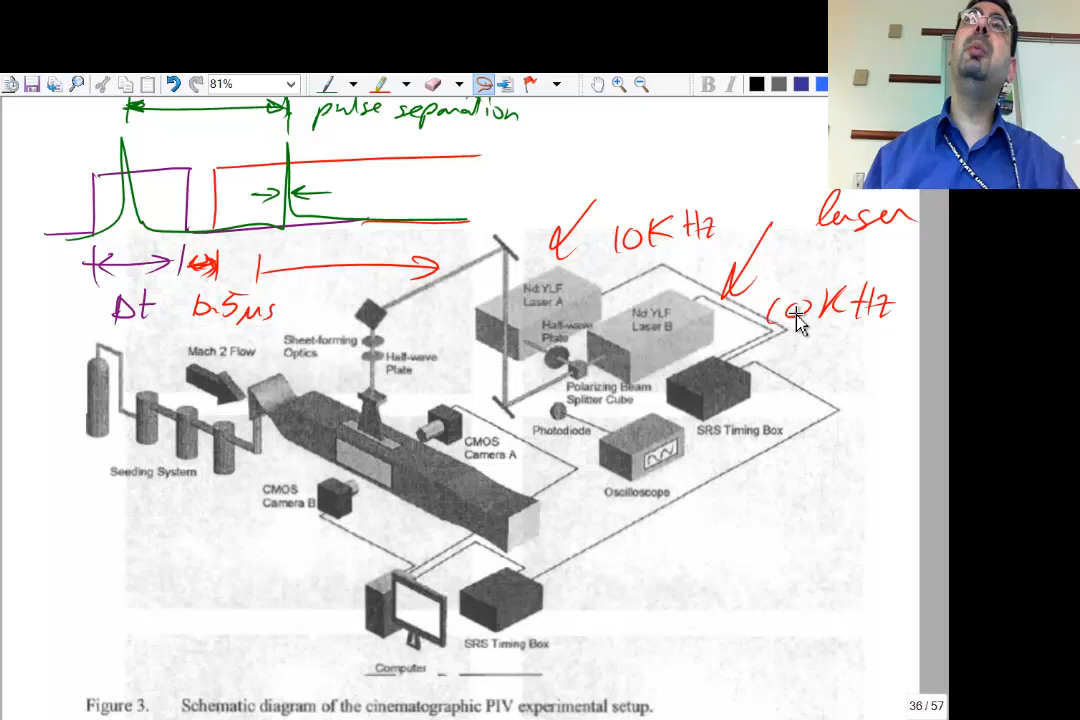 81%
B I
pulse separation
laser
10KHz
10KHz
Δt
0.5μs
Nd:YLF
Laser A
Nd:YLF
Laser B
Half-wave
Plate
Sheet-forming
Optics
Half-wave
Plate
Mach 2 Flow
Polarizing Beam
Splitter Cube
Photodiode
SRS Timing Box
CMOS
Camera A
Oscilloscope
Seeding System
CMOS
Camera B
SRS Timing Box
Computer
Figure 3. Schematic diagram of the cinematographic PIV experimental setup.
36 / 57